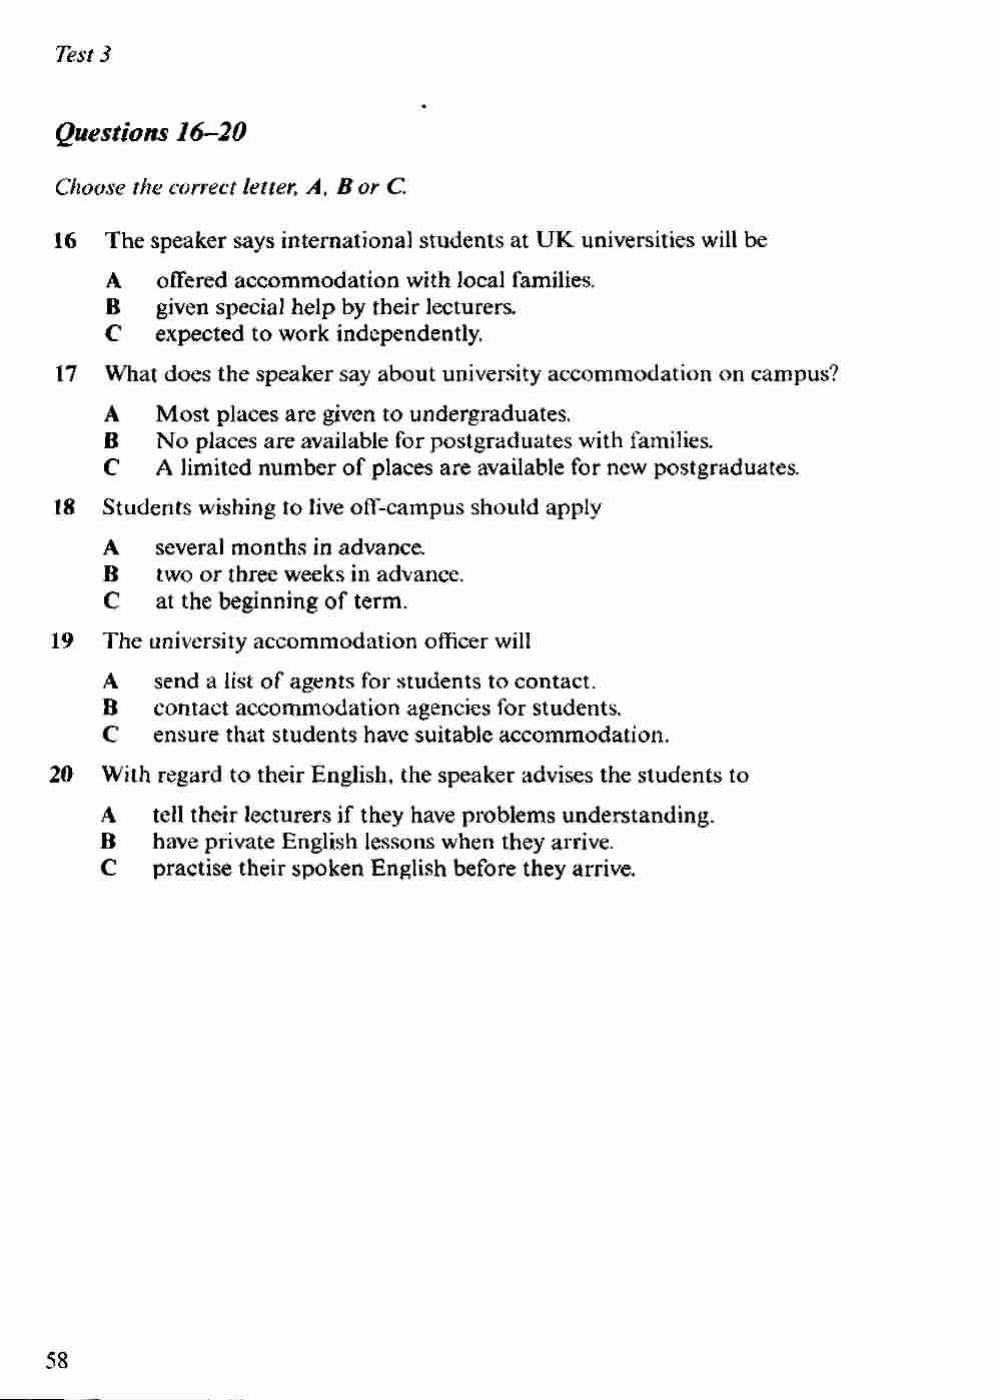 Test 3
Questions 16–20
Choose the correct letter, A, B or C.
16 The speaker says international students at UK universities will be
A offered accommodation with local families.
B given special help by their lecturers.
C expected to work independently.
17 What does the speaker say about university accommodation on campus?
A Most places are given to undergraduates.
B No places are available for postgraduates with families.
C A limited number of places are available for new postgraduates.
18 Students wishing to live off-campus should apply
A several months in advance.
B two or three weeks in advance.
C at the beginning of term.
19 The university accommodation officer will
A send a list of agents for students to contact.
B contact accommodation agencies for students.
C ensure that students have suitable accommodation.
20 With regard to their English, the speaker advises the students to
A tell their lecturers if they have problems understanding.
B have private English lessons when they arrive.
C practise their spoken English before they arrive.
58